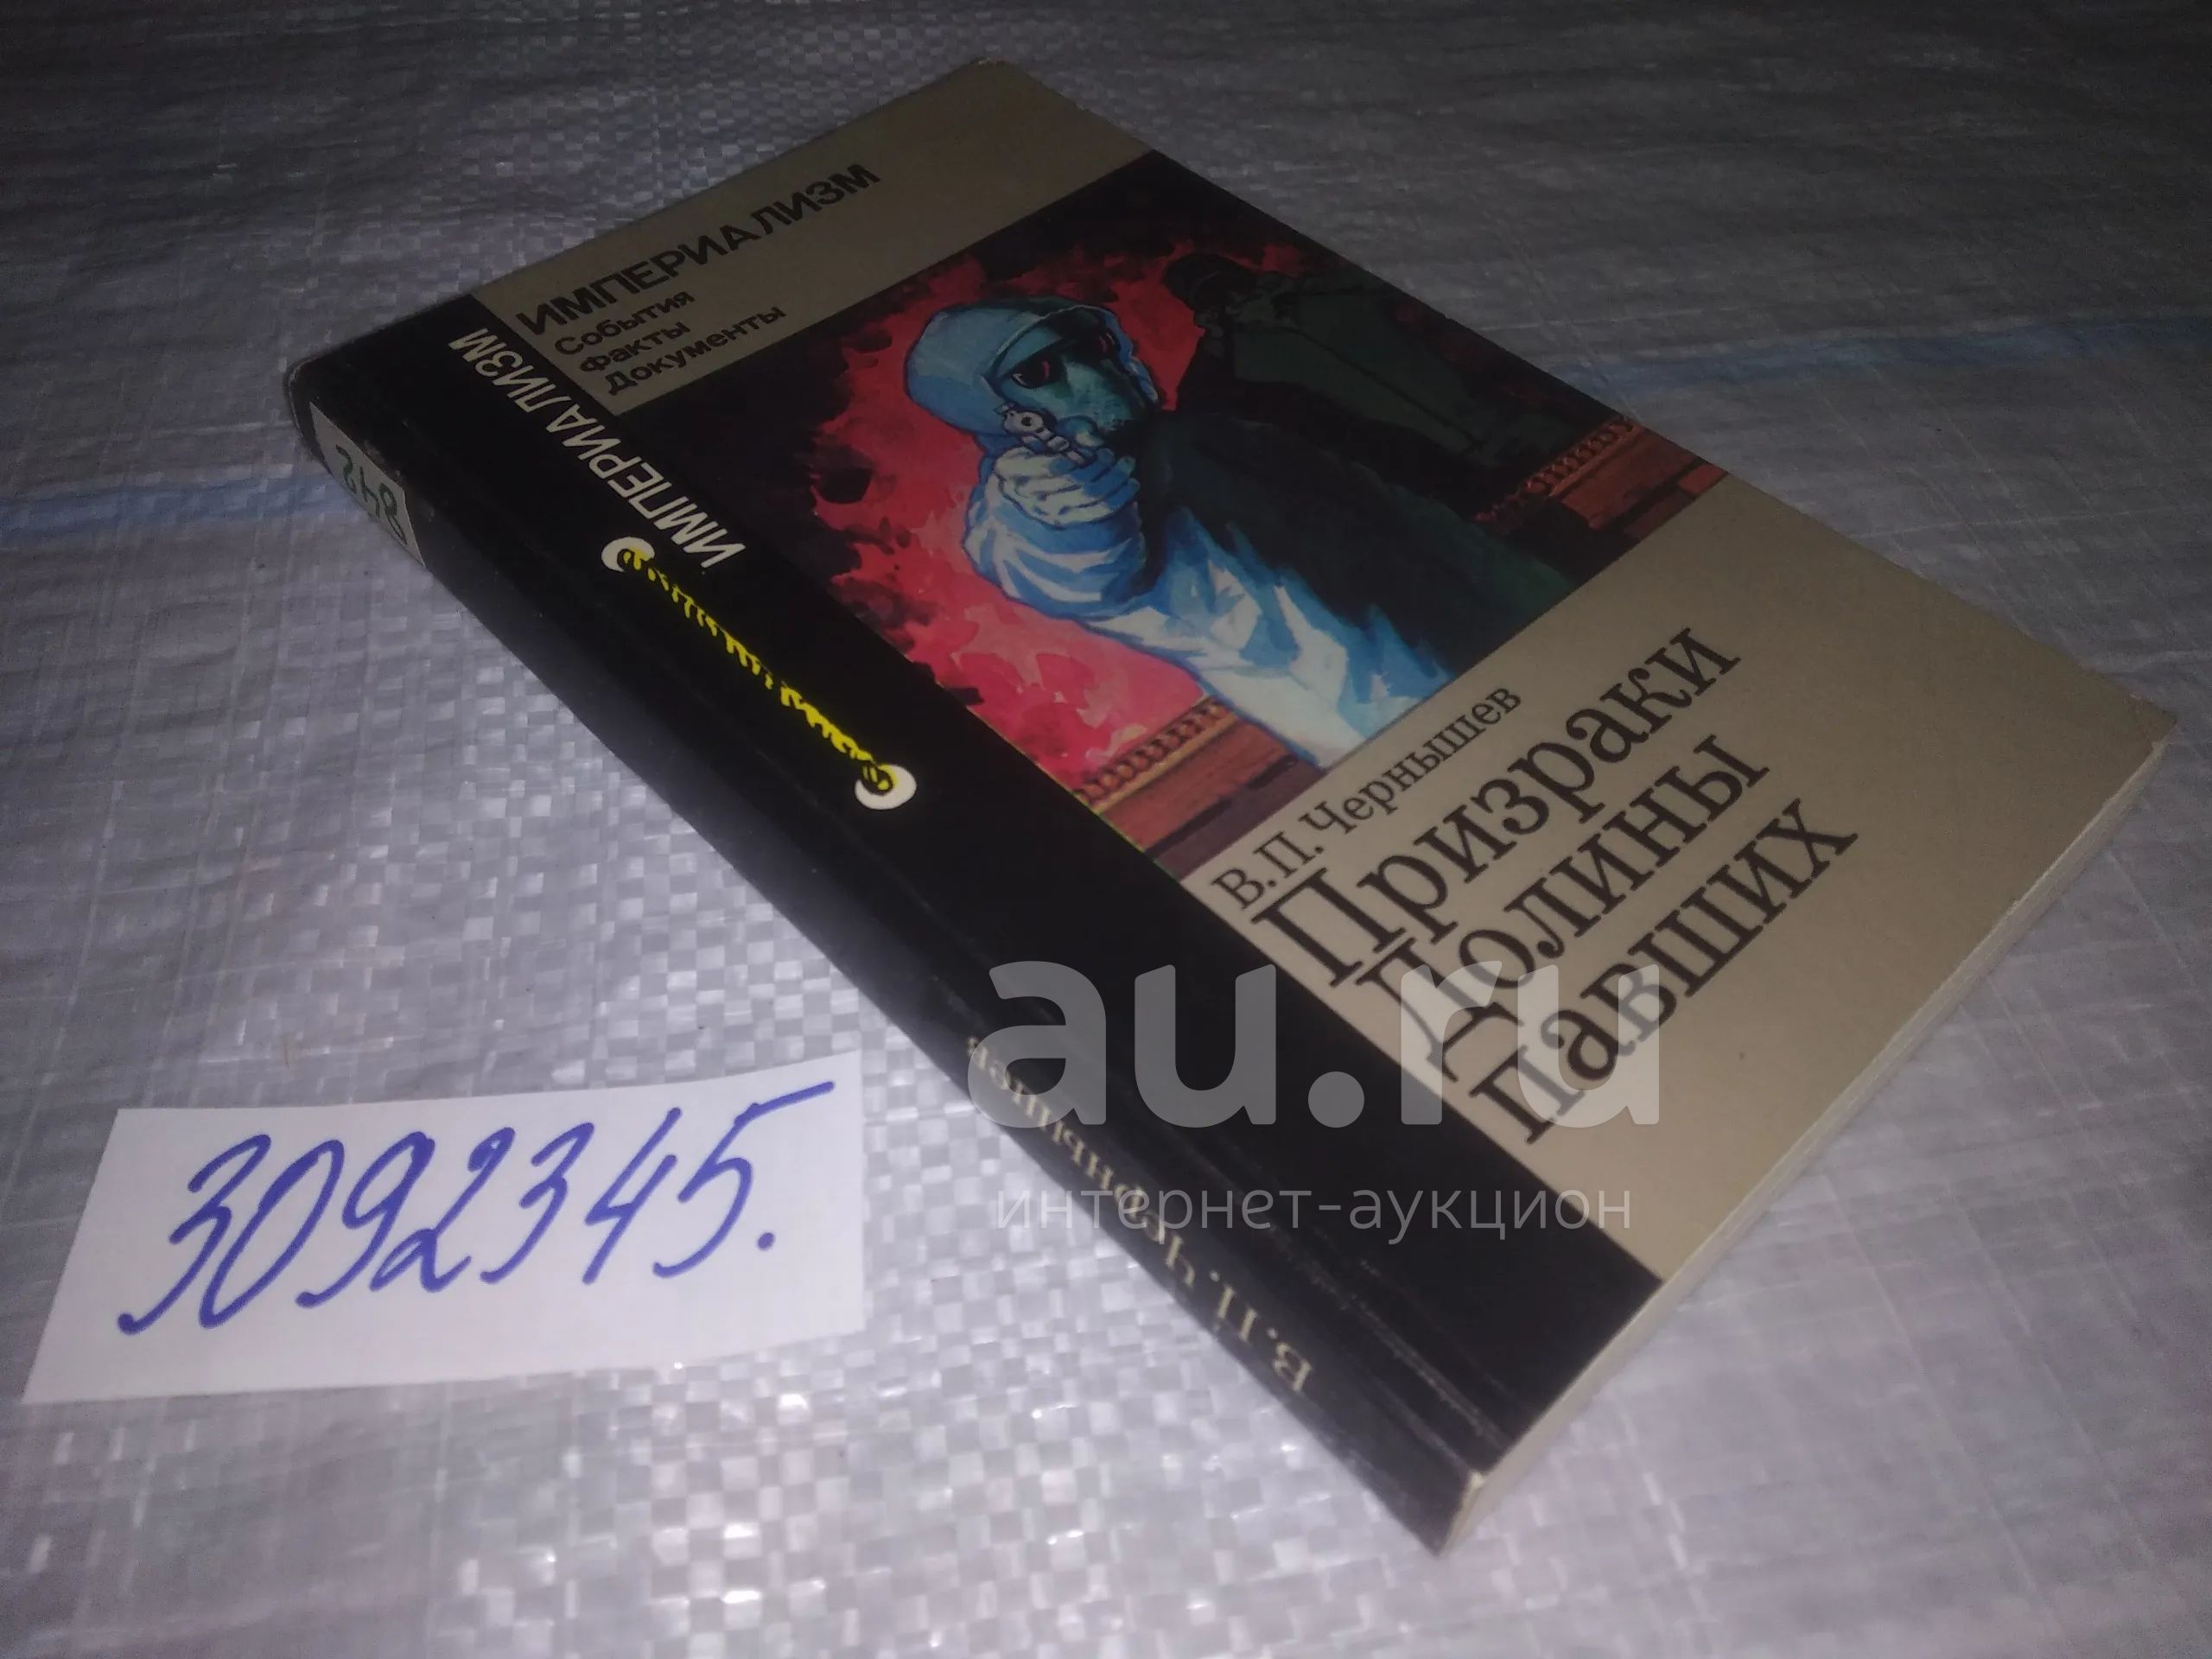 ИМПЕРИАЛИЗМ
События
Факты
Документы
ИМПЕРИАЛИЗМ
842
В.П.Чернышев
Призраки
Долины
павших
В. П. Чернышев
3092345.
au.ru
интернет-аукцион